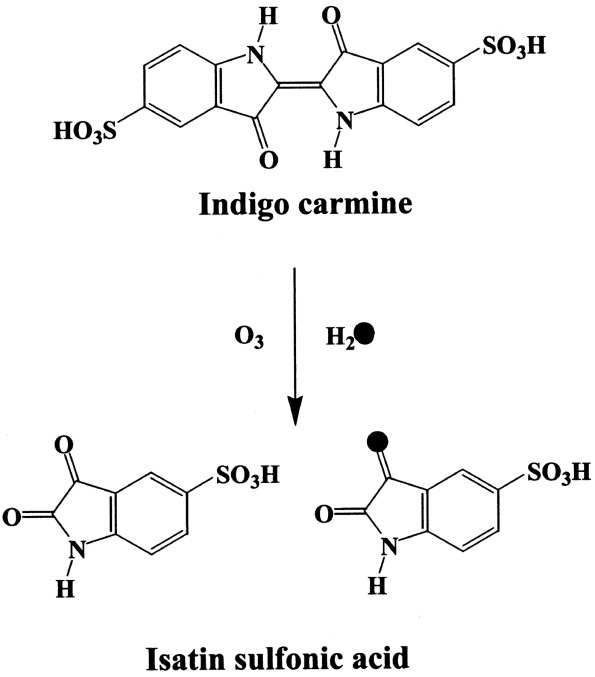 H
O
N
SO₃H
HO₃S
O
N
H
Indigo carmine
O₃ H₂●
O
SO₃H
O
N
H
SO₃H
O
N
H
Isatin sulfonic acid